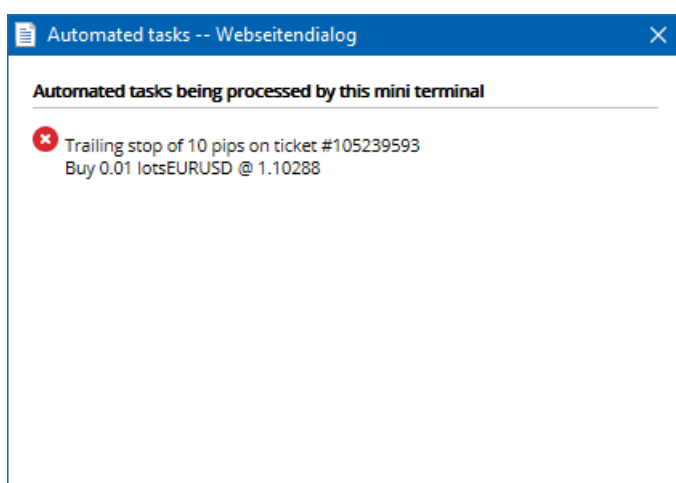 Automated tasks -- Webseitendialog
Automated tasks being processed by this mini terminal
Trailing stop of 10 pips on ticket #105239593
Buy 0.01 lotsEURUSD @ 1.10288